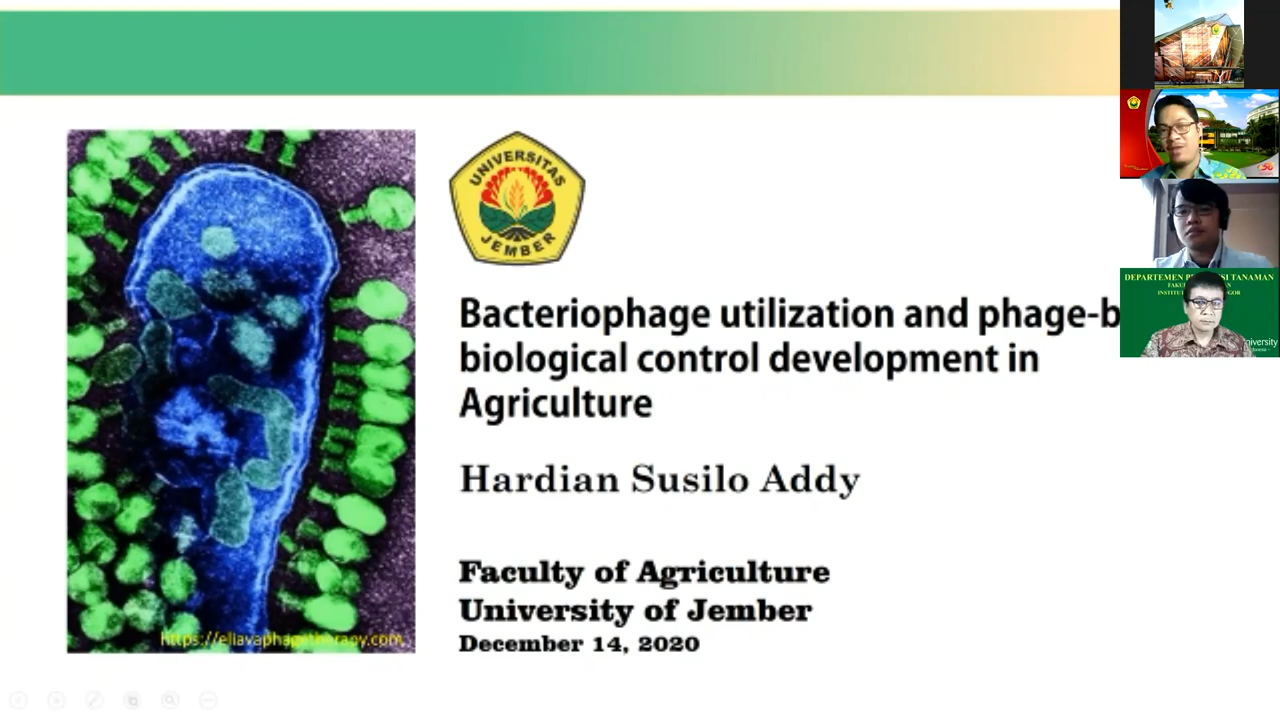 UNIVERSITAS
JEMBER
Bacteriophage utilization and phage-b
biological control development in
Agriculture
Hardian Susilo Addy
Faculty of Agriculture
University of Jember
December 14, 2020
https://eliavaphagetherapy.com
DEPARTEMEN SI TANAMAN